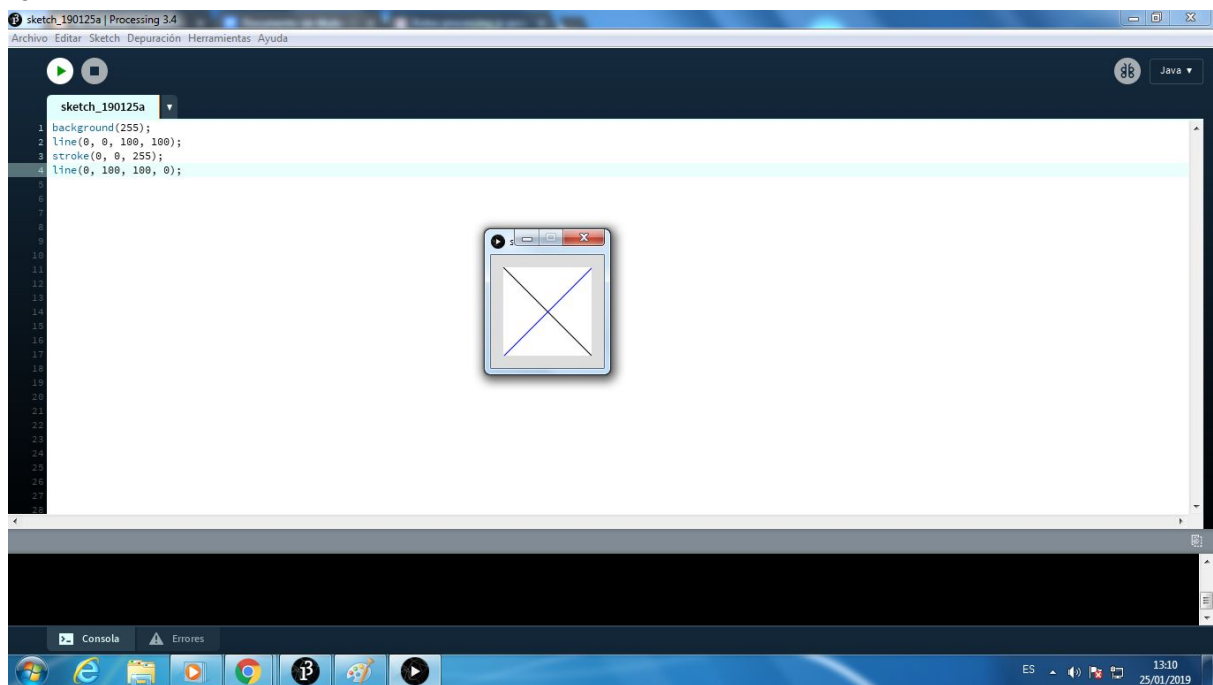 sketch_190125a | Processing 3.4
Archivo Editar Sketch Depuración Herramientas Ayuda
Java
sketch_190125a
1 background(255);
2 line(0, 0, 100, 100);
3 stroke(0, 0, 255);
4 line(0, 100, 100, 0);
5
6
7
8
9
10
11
12
13
14
15
16
17
18
19
20
21
22
23
24
25
26
27
28
s
Consola Errores
ES
13:10
25/01/2019